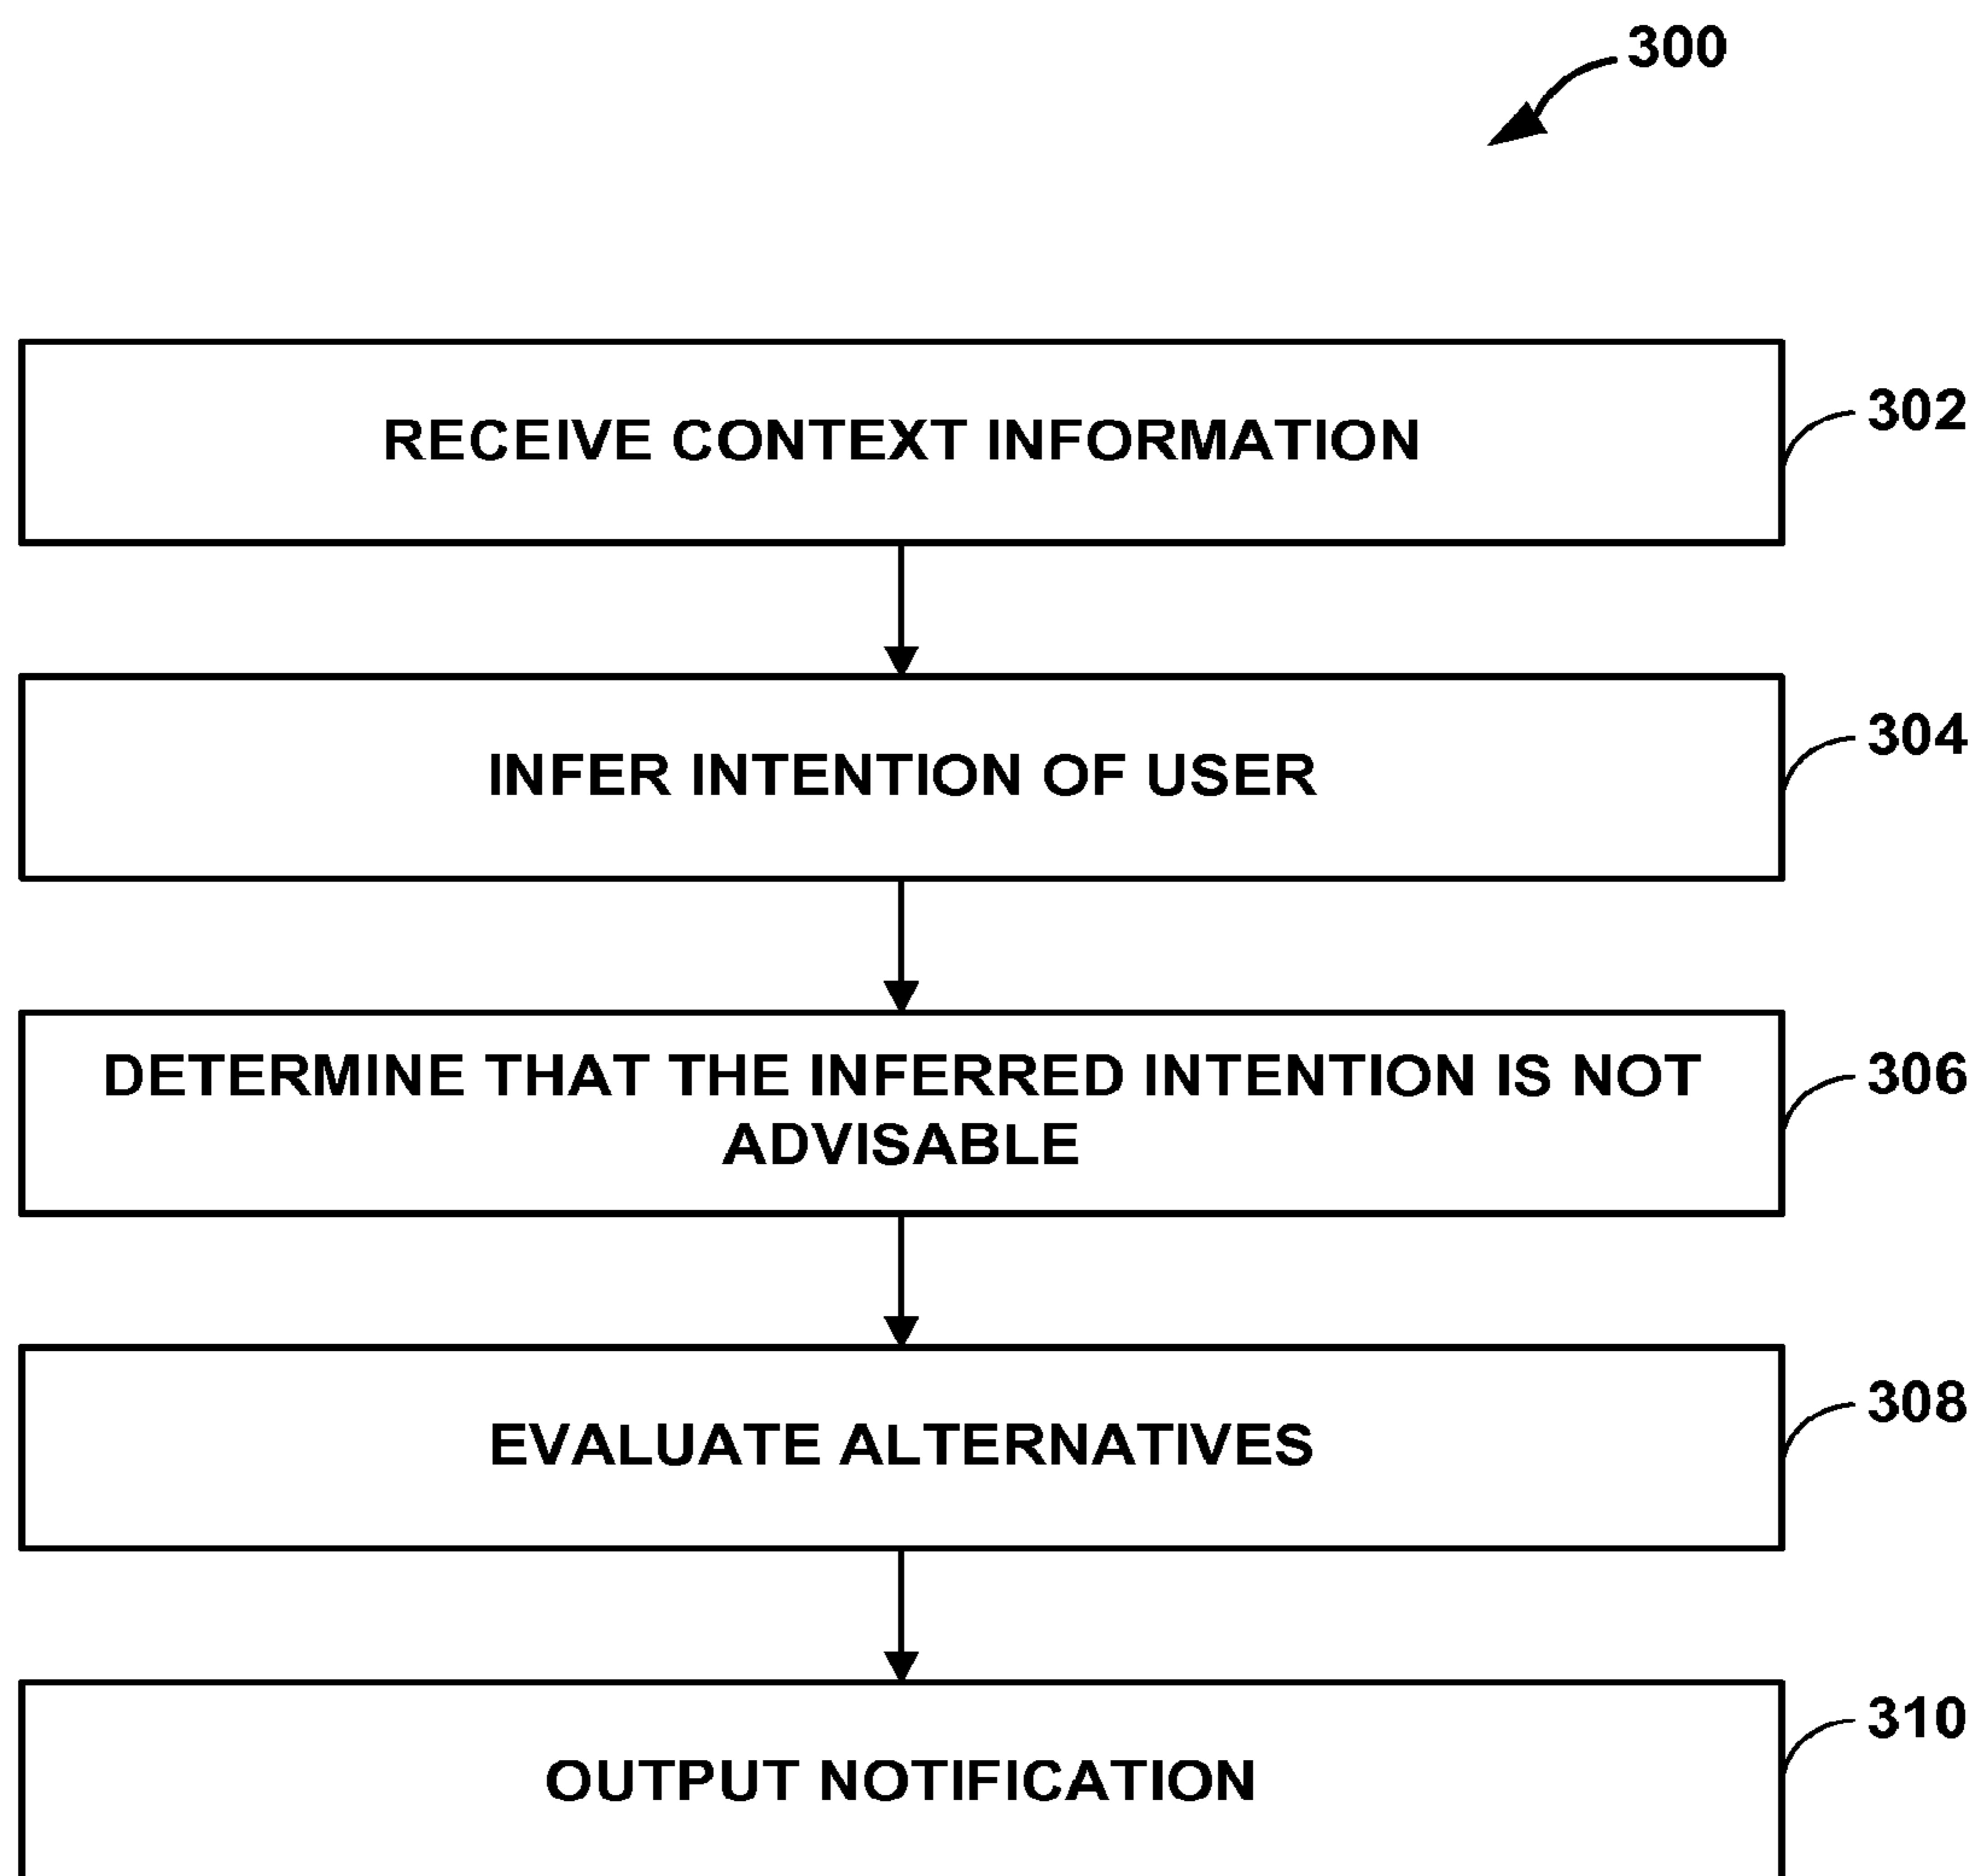 300
RECEIVE CONTEXT INFORMATION
302
INFER INTENTION OF USER
304
DETERMINE THAT THE INFERRED INTENTION IS NOT
ADVISABLE
306
EVALUATE ALTERNATIVES
308
OUTPUT NOTIFICATION
310